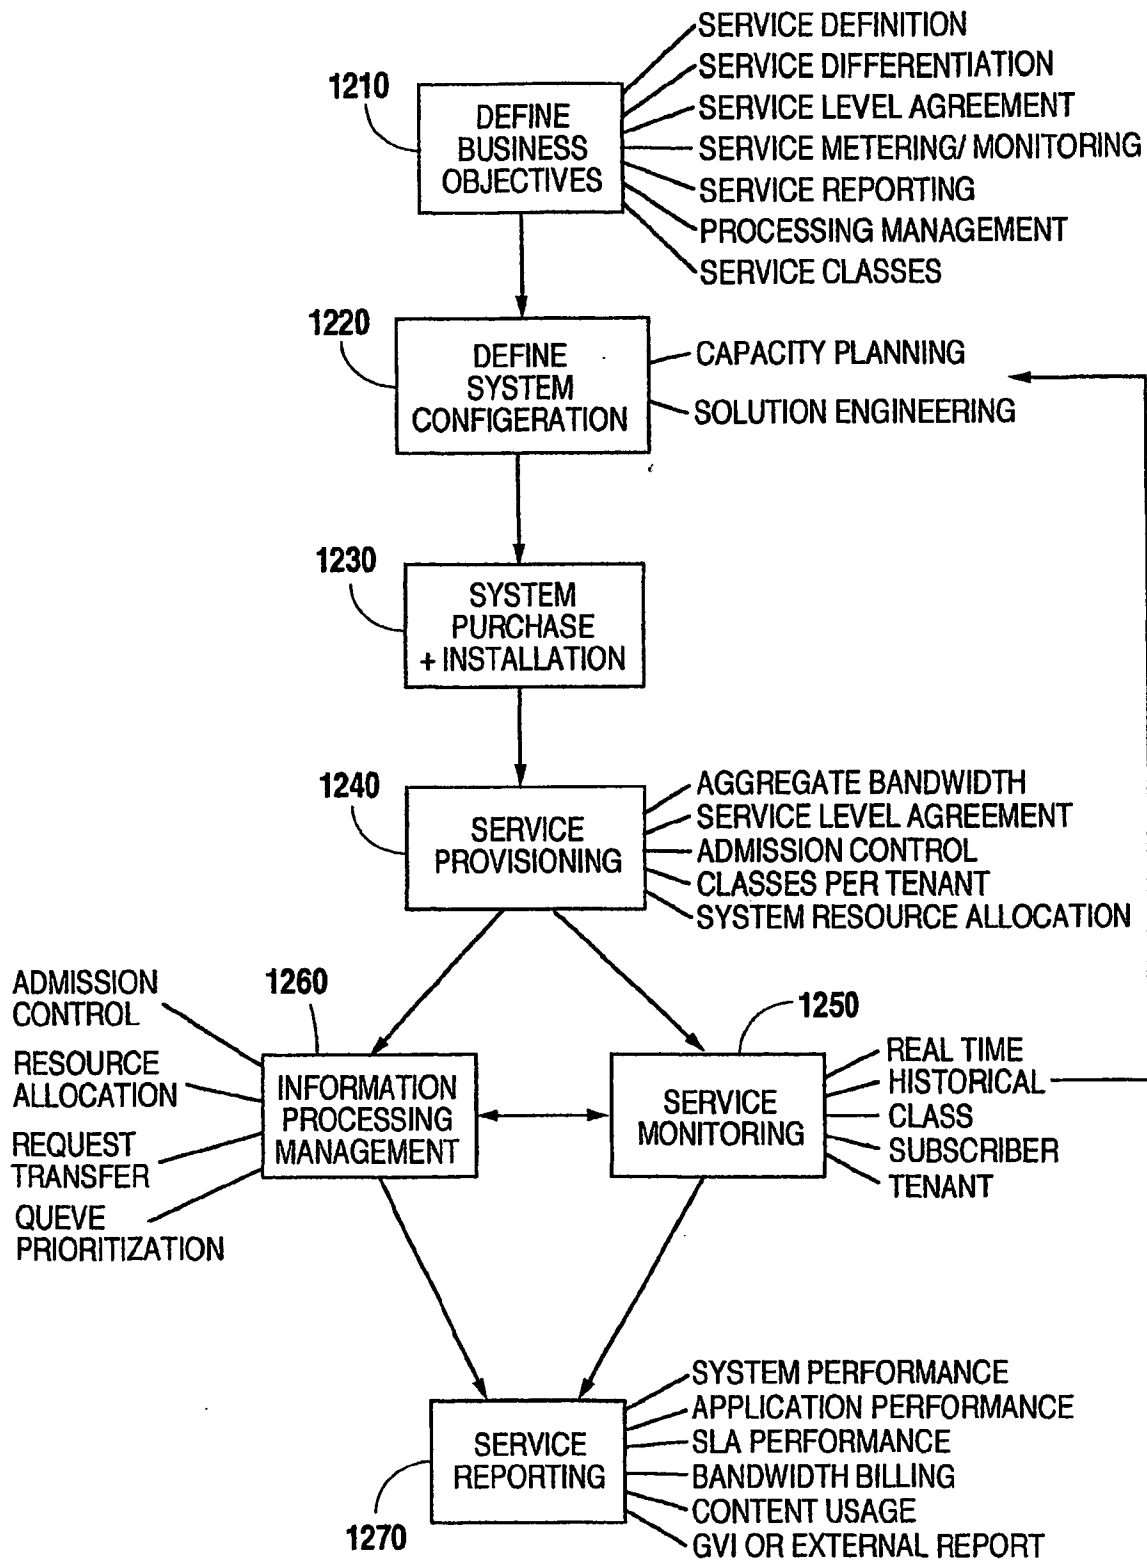 1210
DEFINE
BUSINESS
OBJECTIVES
SERVICE DEFINITION
SERVICE DIFFERENTIATION
SERVICE LEVEL AGREEMENT
SERVICE METERING/ MONITORING
SERVICE REPORTING
PROCESSING MANAGEMENT
SERVICE CLASSES
1220
DEFINE
SYSTEM
CONFIGERATION
CAPACITY PLANNING
SOLUTION ENGINEERING
1230
SYSTEM
PURCHASE
+ INSTALLATION
1240
SERVICE
PROVISIONING
AGGREGATE BANDWIDTH
SERVICE LEVEL AGREEMENT
ADMISSION CONTROL
CLASSES PER TENANT
SYSTEM RESOURCE ALLOCATION
ADMISSION
CONTROL
RESOURCE
ALLOCATION
REQUEST
TRANSFER
QUEVE
PRIORITIZATION
1260
INFORMATION
PROCESSING
MANAGEMENT
1250
SERVICE
MONITORING
REAL TIME
HISTORICAL
CLASS
SUBSCRIBER
TENANT
SERVICE
REPORTING
1270
SYSTEM PERFORMANCE
APPLICATION PERFORMANCE
SLA PERFORMANCE
BANDWIDTH BILLING
CONTENT USAGE
GVI OR EXTERNAL REPORT